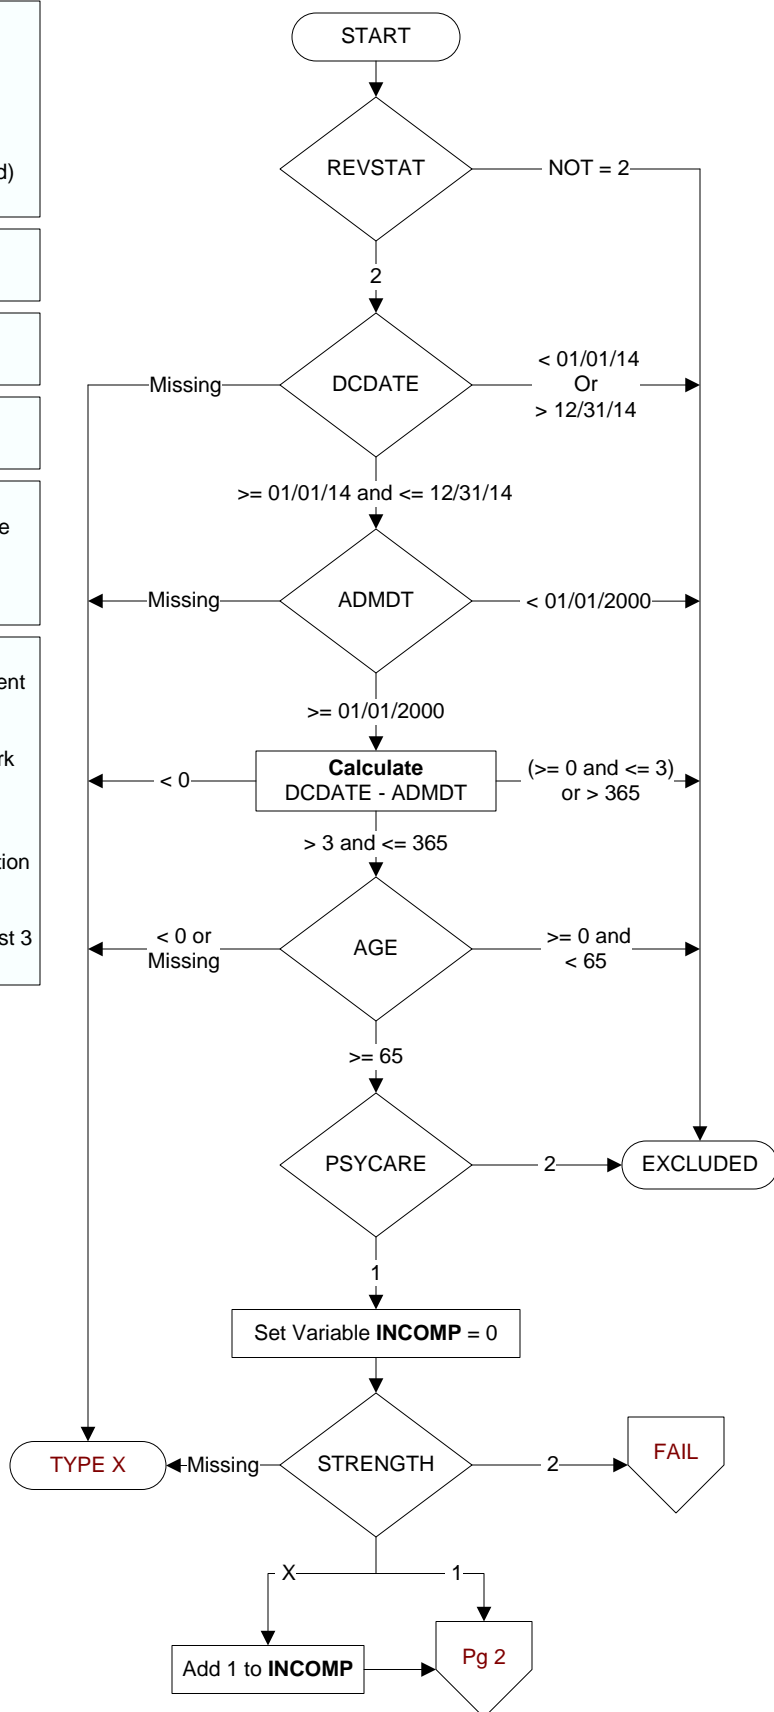 START
REVSTAT
NOT = 2
2
d)
DCDATE
Missing
< 01/01/14
Or
> 12/31/14
>= 01/01/14 and <= 12/31/14
e
ADMDT
Missing
< 01/01/2000
ent
>= 01/01/2000
rk
Calculate
DCDATE - ADMDT
< 0
(>= 0 and <= 3)
or > 365
> 3 and <= 365
tion
st 3
AGE
< 0 or
Missing
>= 0 and
< 65
>= 65
PSYCARE
2
EXCLUDED
1
Set Variable INCOMP = 0
TYPE X
Missing
STRENGTH
2
FAIL
X
1
Add 1 to INCOMP
Pg 2